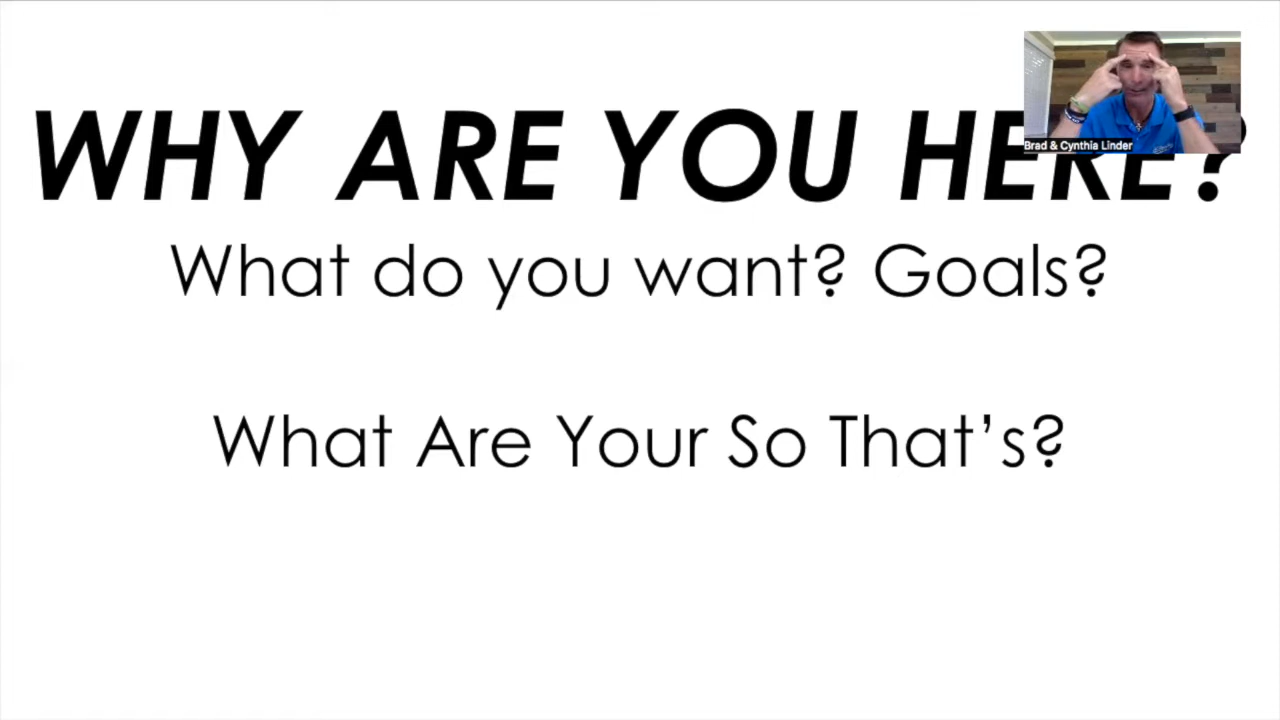 WHY ARE YOU HERE?
Brad & Cynthia Linder
What do you want? Goals?
What Are Your So That’s?